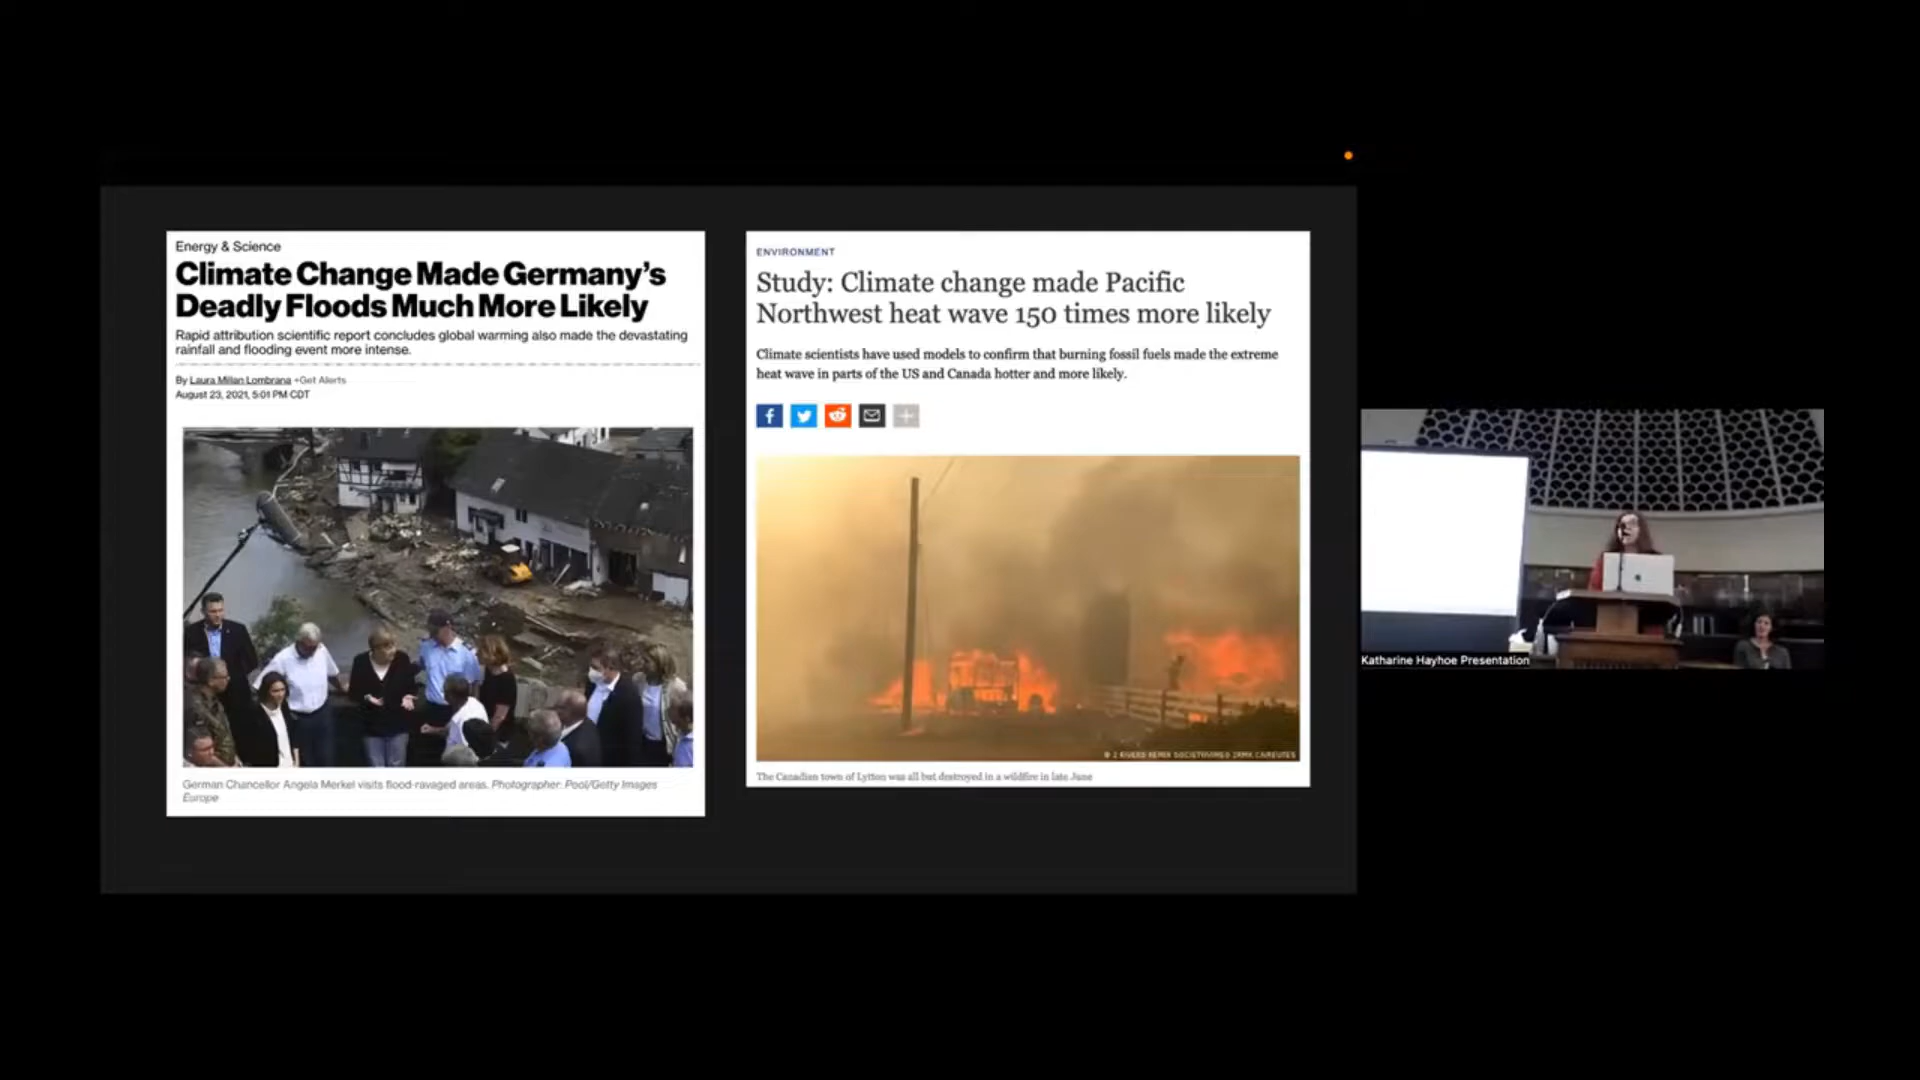 Energy & Science
Climate Change Made Germany's
Deadly Floods Much More Likely
Rapid attribution scientific report concludes global warming also made the devastating
rainfall and flooding event more intense.
By Laura Millan Lombrana +Get Alerts
August 23, 2021, 5:01 PM CDT
German Chancellor Angela Merkel visits flood-ravaged areas. Photographer: Pool/Getty Images
Europe
ENVIRONMENT
Study: Climate change made Pacific
Northwest heat wave 150 times more likely
Climate scientists have used models to confirm that burning fossil fuels made the extreme
heat wave in parts of the US and Canada hotter and more likely.
The Canadian town of Lytton was all but destroyed in a wildfire in late June
Katharine Hayhoe Presentation